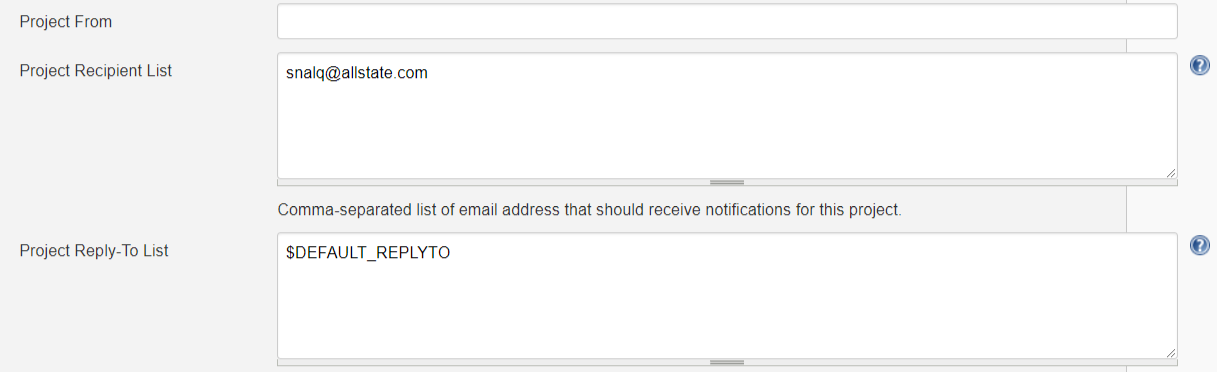 Project From
Project Recipient List
snalq@allstate.com
Comma-separated list of email address that should receive notifications for this project.
Project Reply-To List
$DEFAULT_REPLYTO